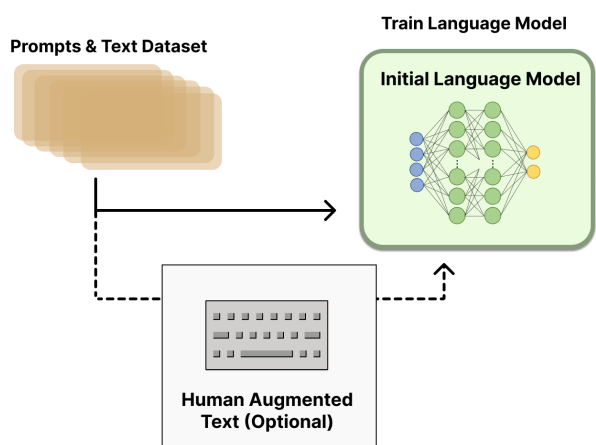 Train Language Model
Prompts & Text Dataset
Initial Language Model
Human Augmented
Text (Optional)